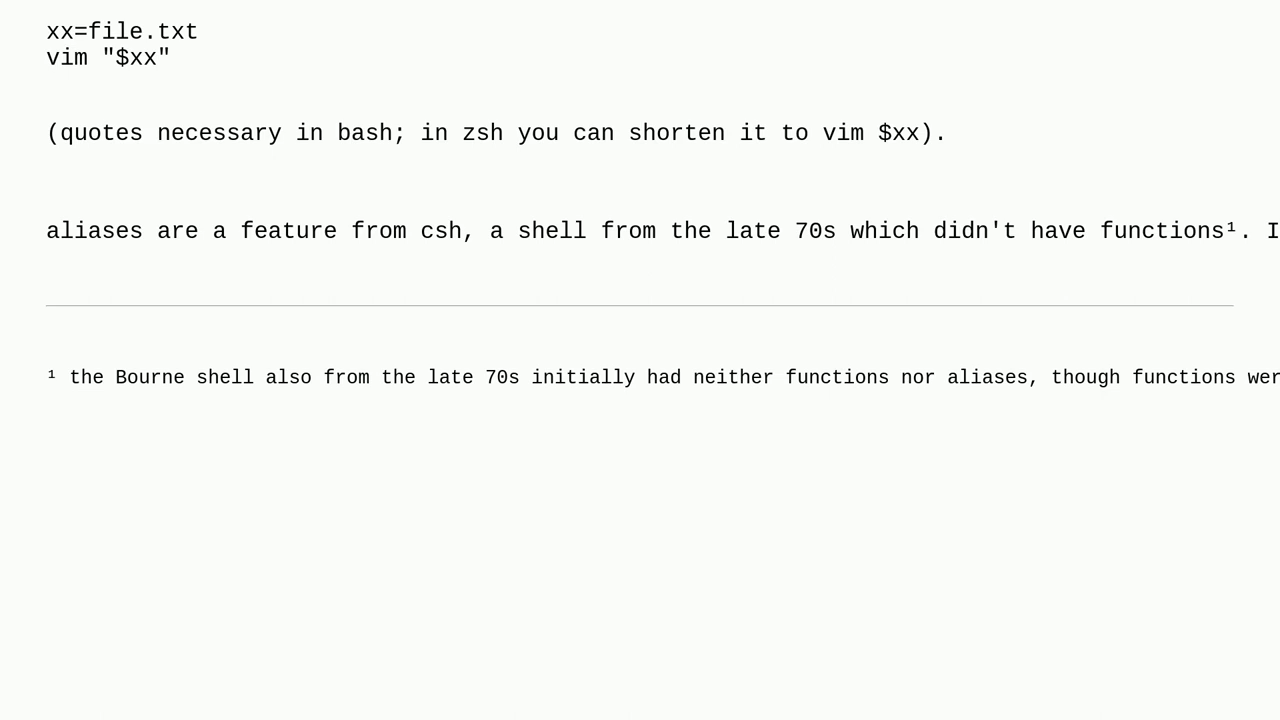 xx=file.txt
vim "$xx"
(quotes necessary in bash; in zsh you can shorten it to vim $xx).
aliases are a feature from csh, a shell from the late 70s which didn't have functions¹. I
¹ the Bourne shell also from the late 70s initially had neither functions nor aliases, though functions wer